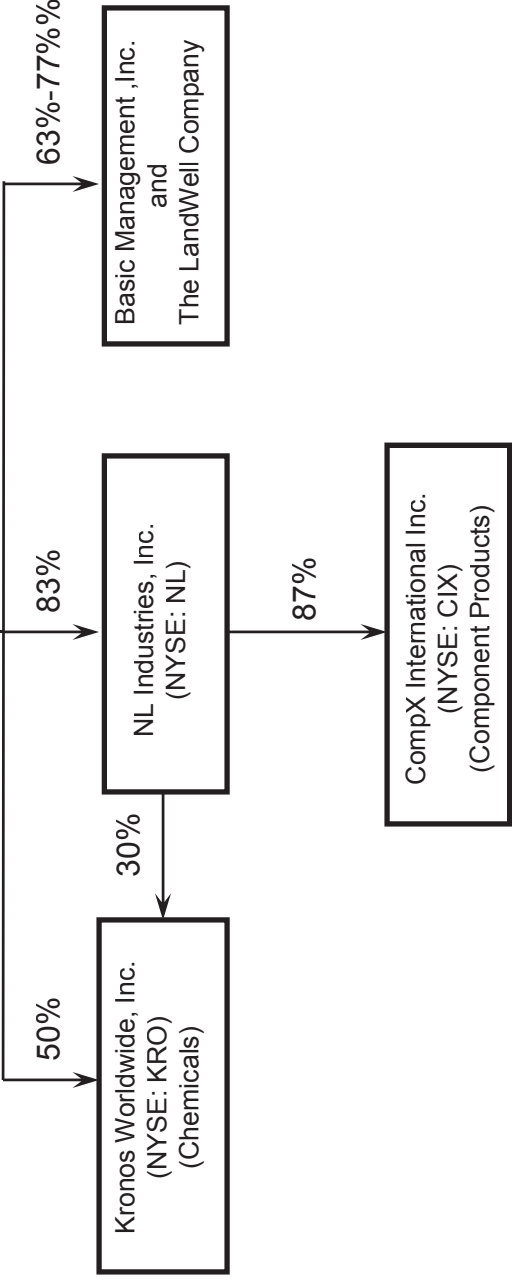 50%
83%
63%-77%%
Kronos Worldwide, Inc.
(NYSE: KRO)
(Chemicals)
30%
NL Industries, Inc.
(NYSE: NL)
Basic Management ,Inc.
and
The LandWell Company
87%
CompX International Inc.
(NYSE: CIX)
(Component Products)